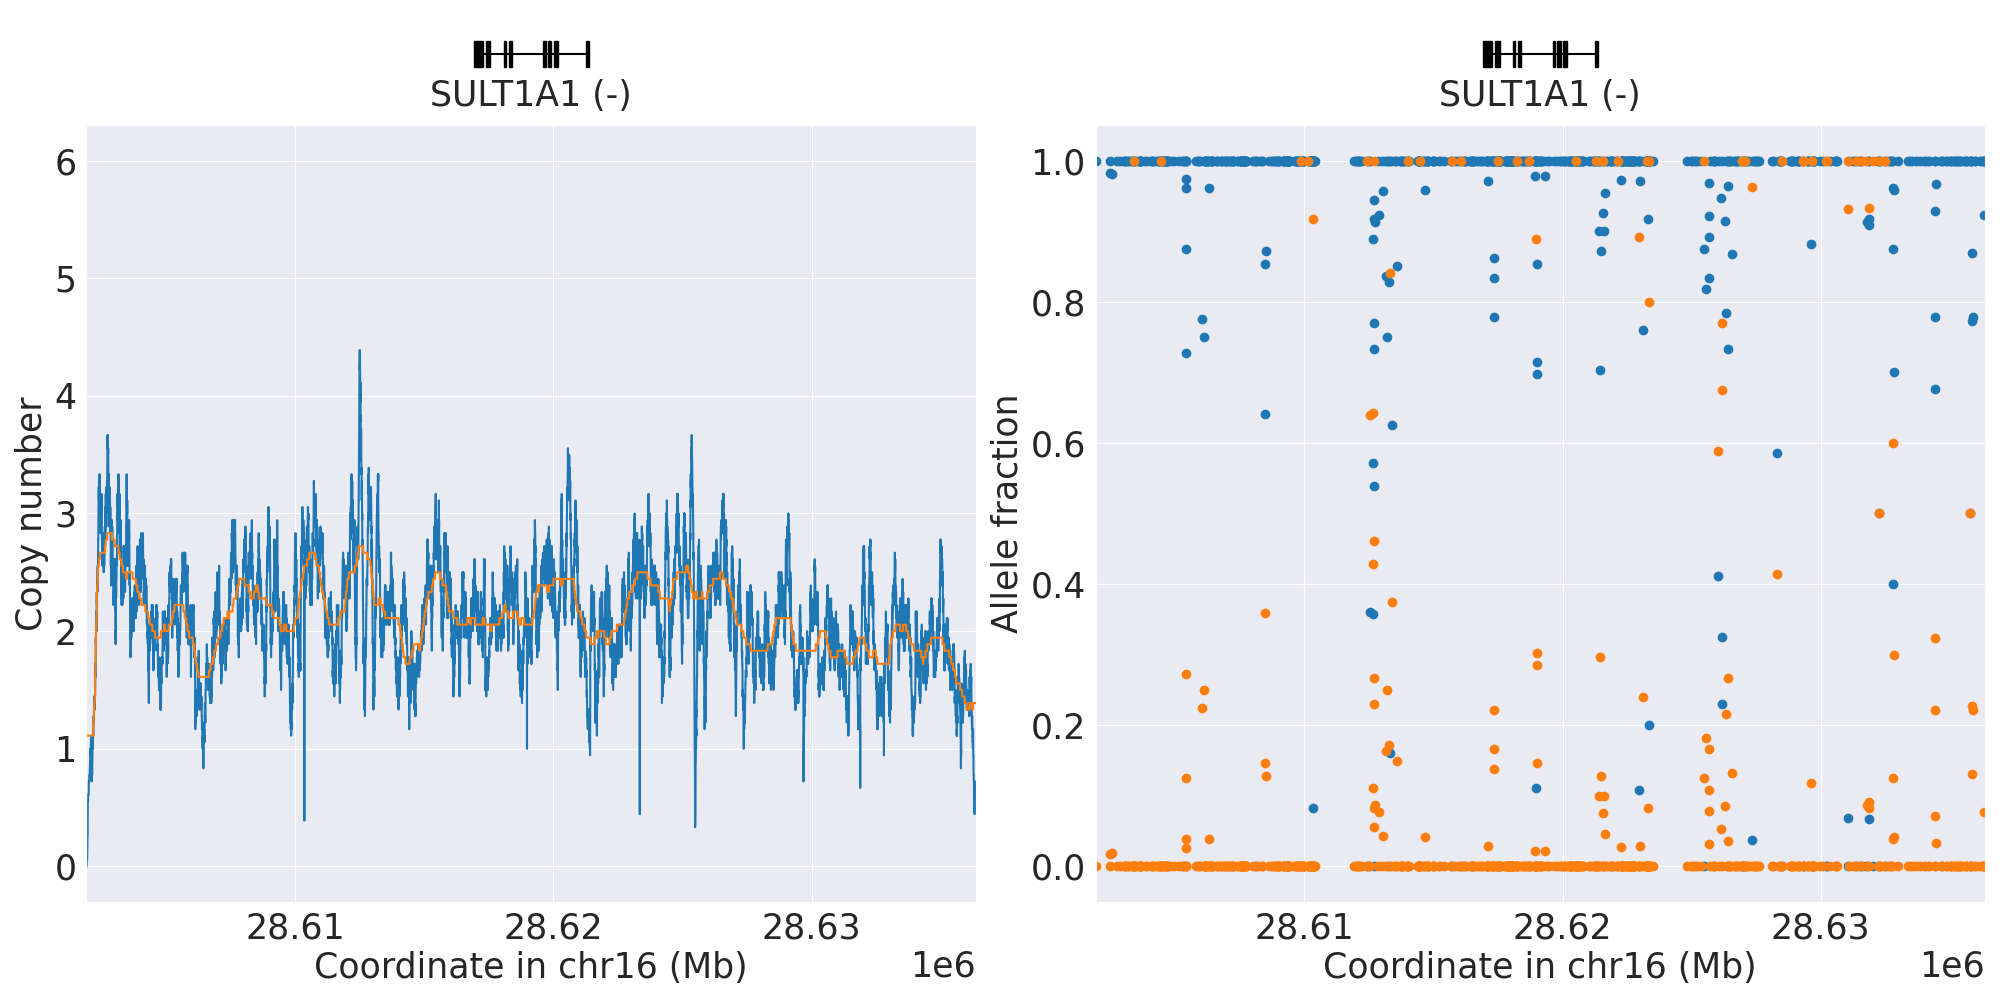 SULT1A1 (-)
6
5
4
3
2
1
0
Copy number
28.61
28.62
28.63
Coordinate in chr16 (Mb)
1e6
SULT1A1 (-)
1.0
0.8
0.6
0.4
0.2
0.0
Allele fraction
28.61
28.62
28.63
Coordinate in chr16 (Mb)
1e6